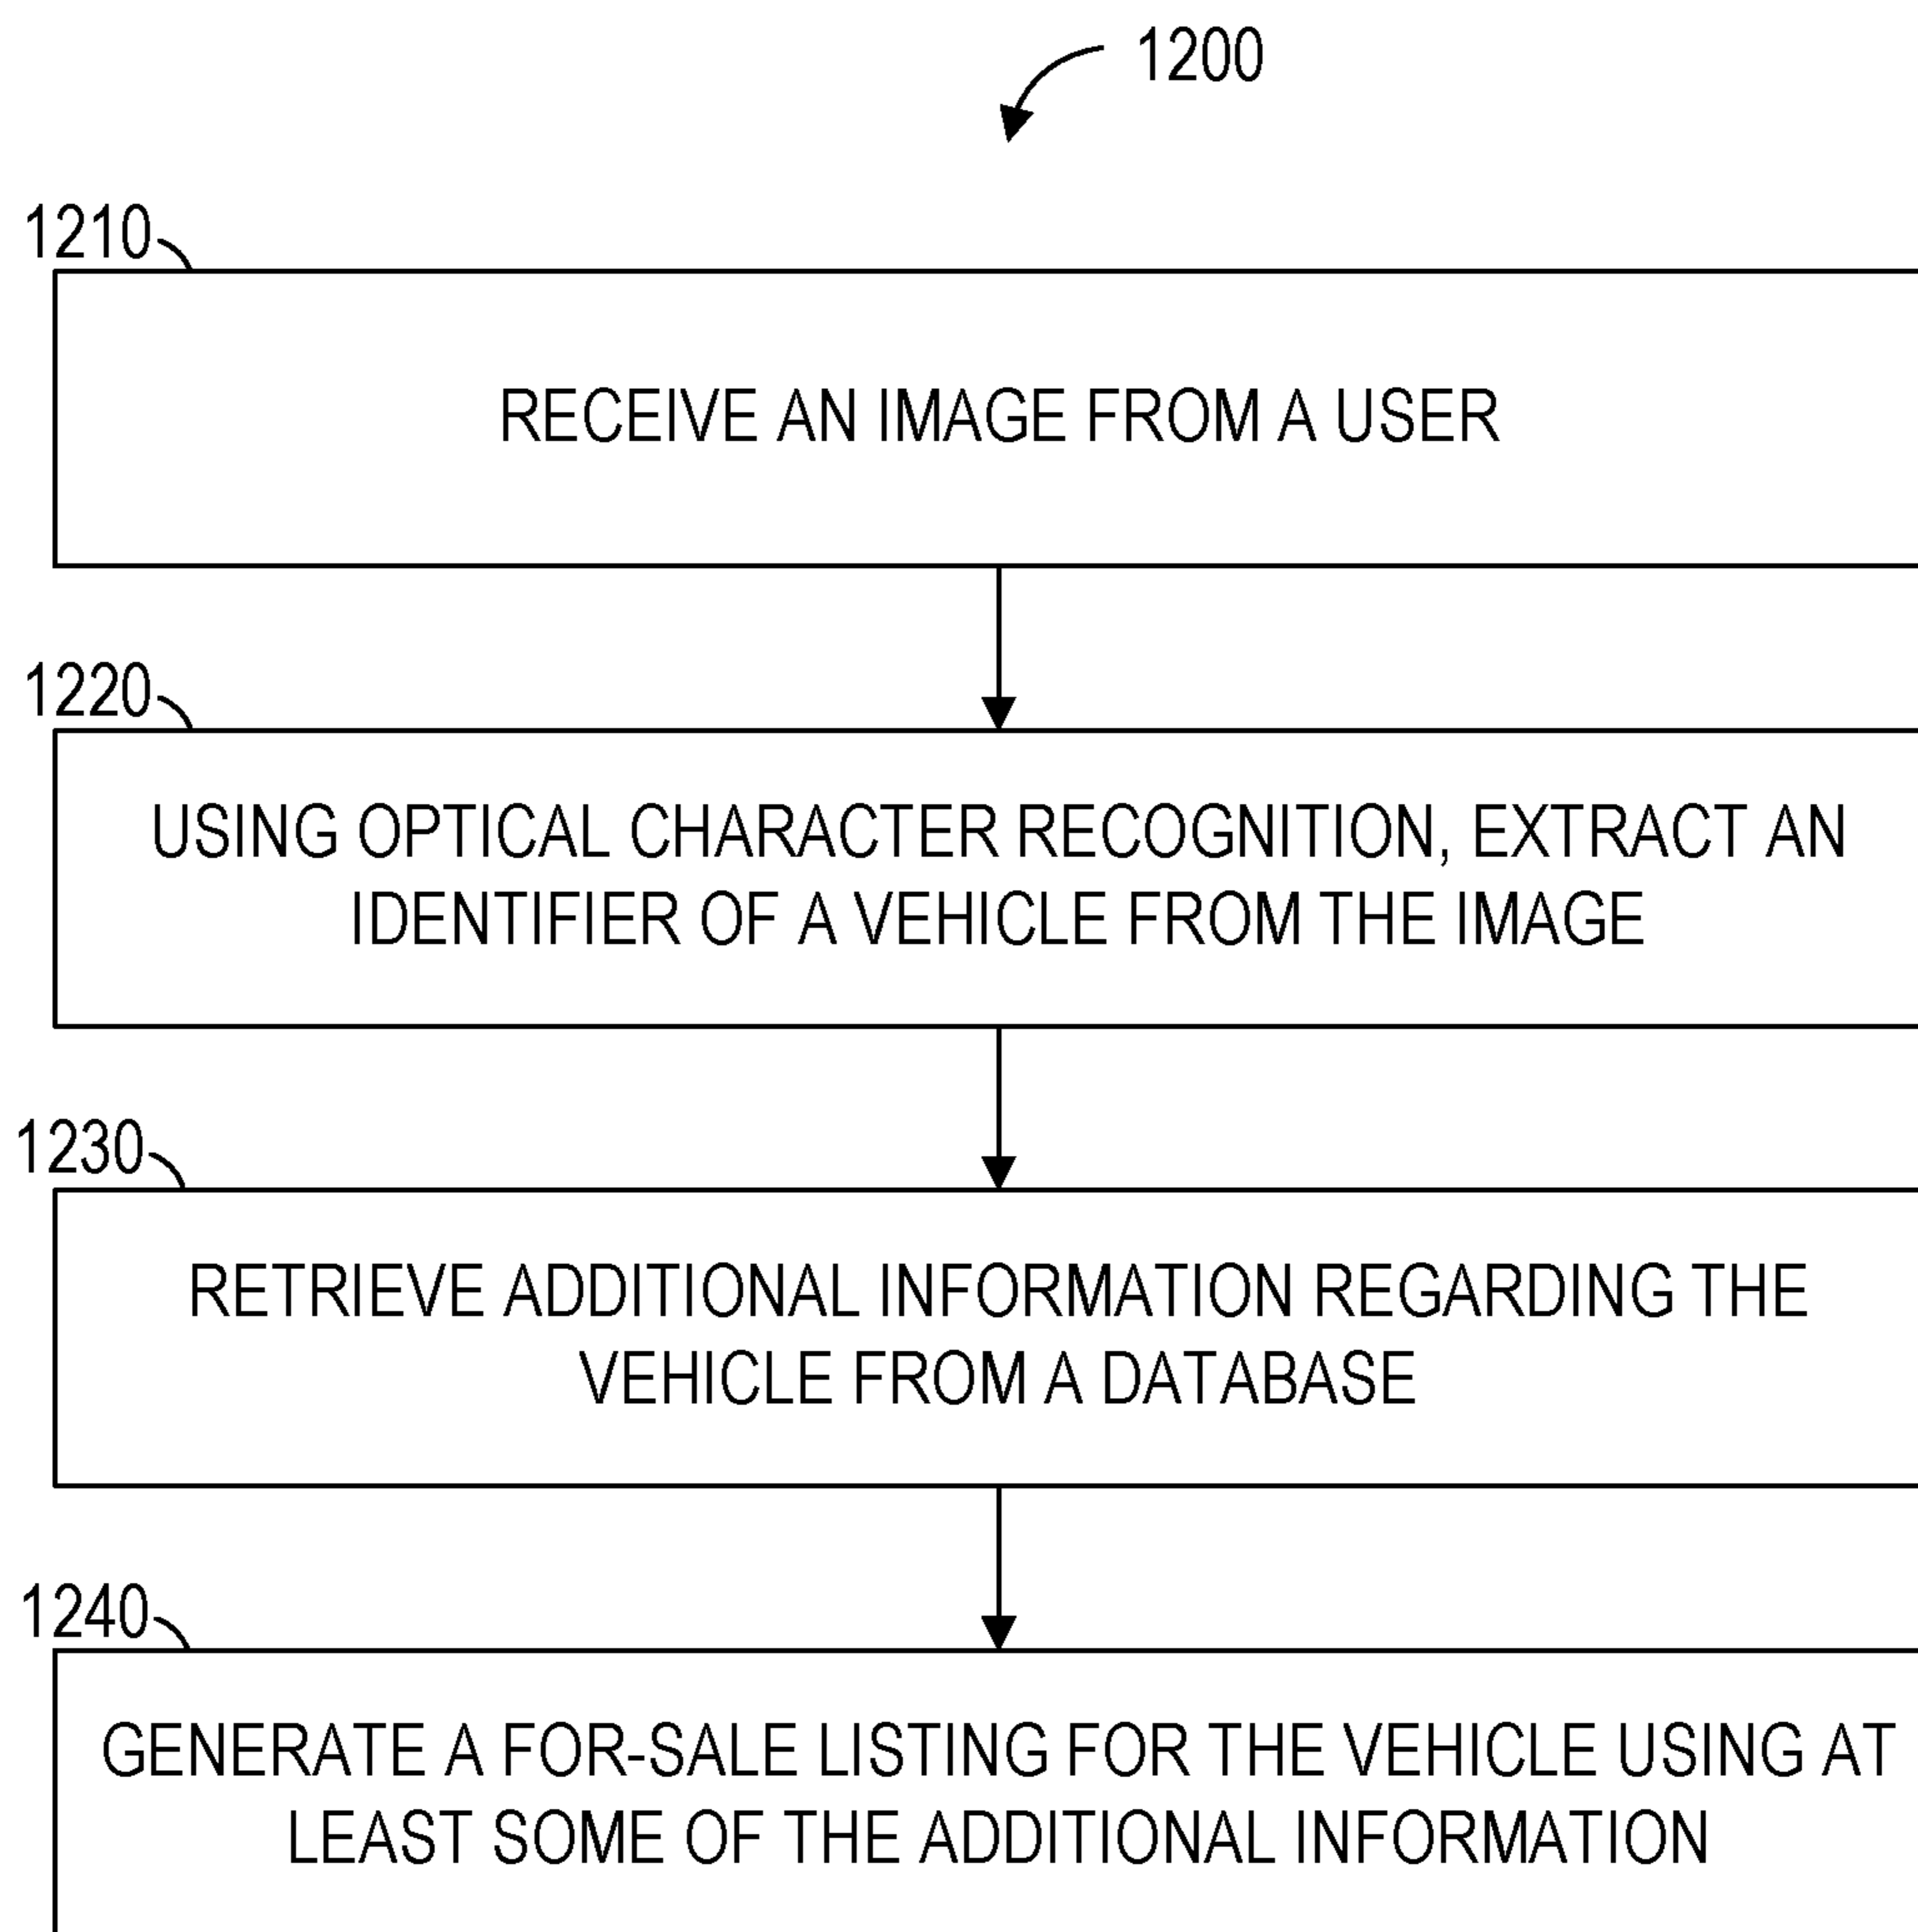 1200
1210
RECEIVE AN IMAGE FROM A USER
1220
USING OPTICAL CHARACTER RECOGNITION, EXTRACT AN
IDENTIFIER OF A VEHICLE FROM THE IMAGE
1230
RETRIEVE ADDITIONAL INFORMATION REGARDING THE
VEHICLE FROM A DATABASE
1240
GENERATE A FOR-SALE LISTING FOR THE VEHICLE USING AT
LEAST SOME OF THE ADDITIONAL INFORMATION